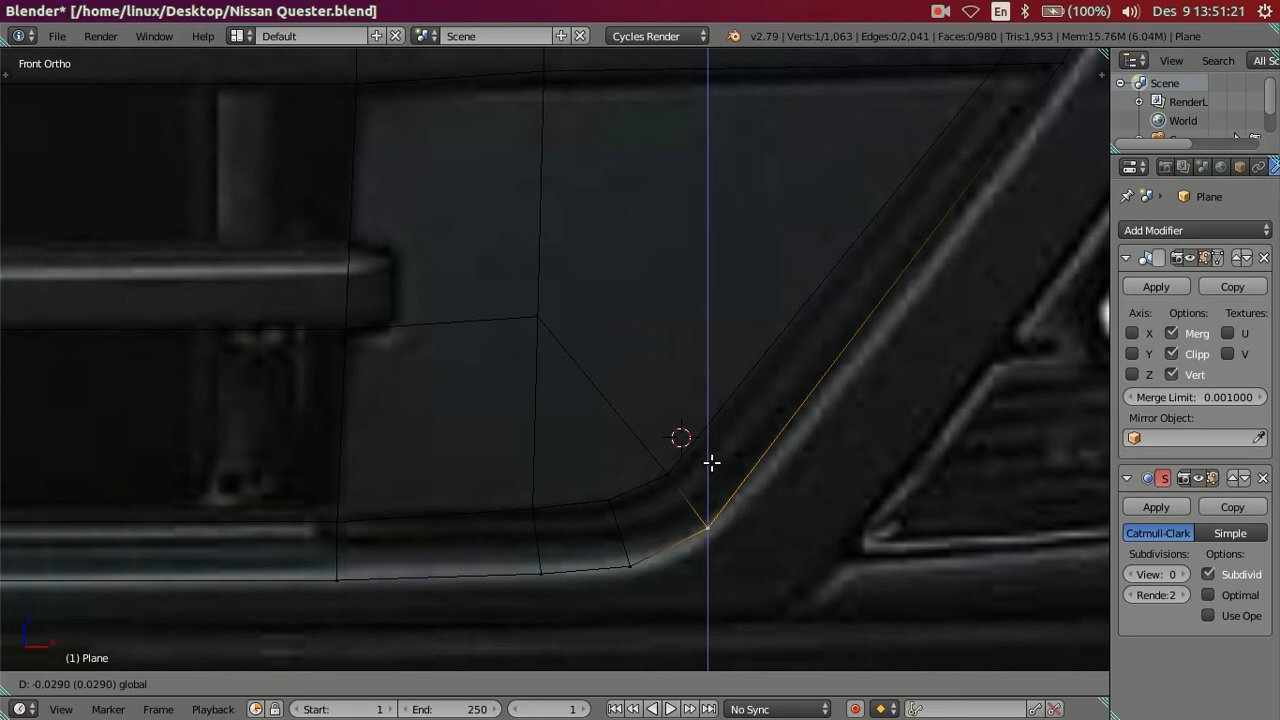 Blender* [/home/linux/Desktop/Nissan Quester.blend]
En
(100%)
Des 9 13:51:21
File
Render
Window
Help
Default
Scene
Cycles Render
v2.79 | Verts:1/1,063 | Edges:0/2,041 | Faces:0/980 | Tris:1,953 | Mem:15.76M (6.04M) | Plane
Front Ortho
View
Search
All Sc
Scene
RenderL
World
Plane
Add Modifier
Apply
Copy
Axis:
Options:
Textures:
X
Merg
U
Y
Clipp
V
Z
Vert
Merge Limit: 0.001000
Mirror Object:
S
Apply
Copy
Catmull-Clark
Simple
Subdivisions:
Options:
View: 0
Subdivid
Rende:2
Optimal
Use Ope
(1) Plane
D: -0.0290 (0.0290) global
View
Marker
Frame
Playback
Start: 1
End: 250
1
No Sync